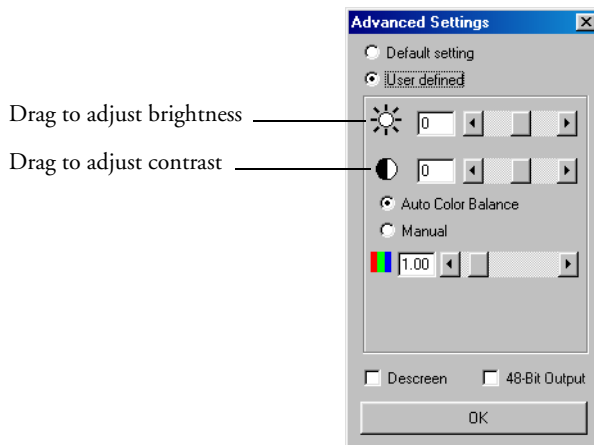 Advanced Settings
Default setting
User defined
Drag to adjust brightness
0
Drag to adjust contrast
0
Auto Color Balance
Manual
1.00
Descreen
48-Bit Output
OK